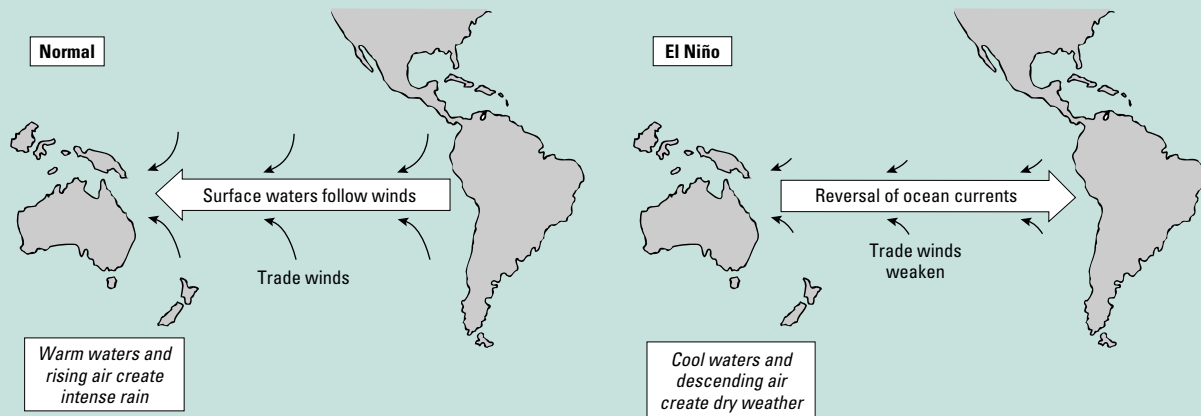 Normal
Surface waters follow winds
Trade winds
Warm waters and
rising air create
intense rain
El Niño
Reversal of ocean currents
Trade winds
weaken
Cool waters and
descending air
create dry weather